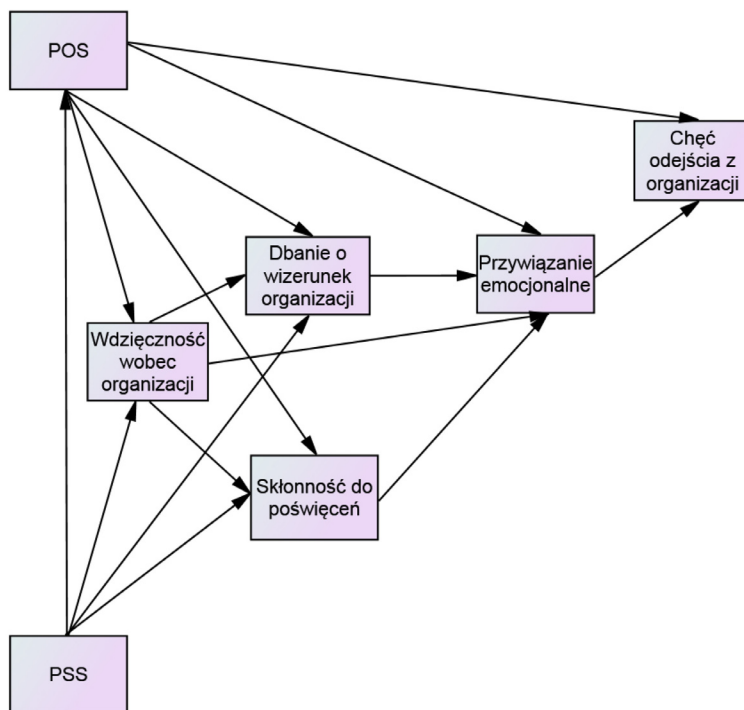 POS
Chęć
odejścia z
organizacji
Dbanie o
wizerunek
organizacji
Przywiązanie
emocjonalne
Wdzięczność
wobec
organizacji
Skłonność do
poświęceń
PSS